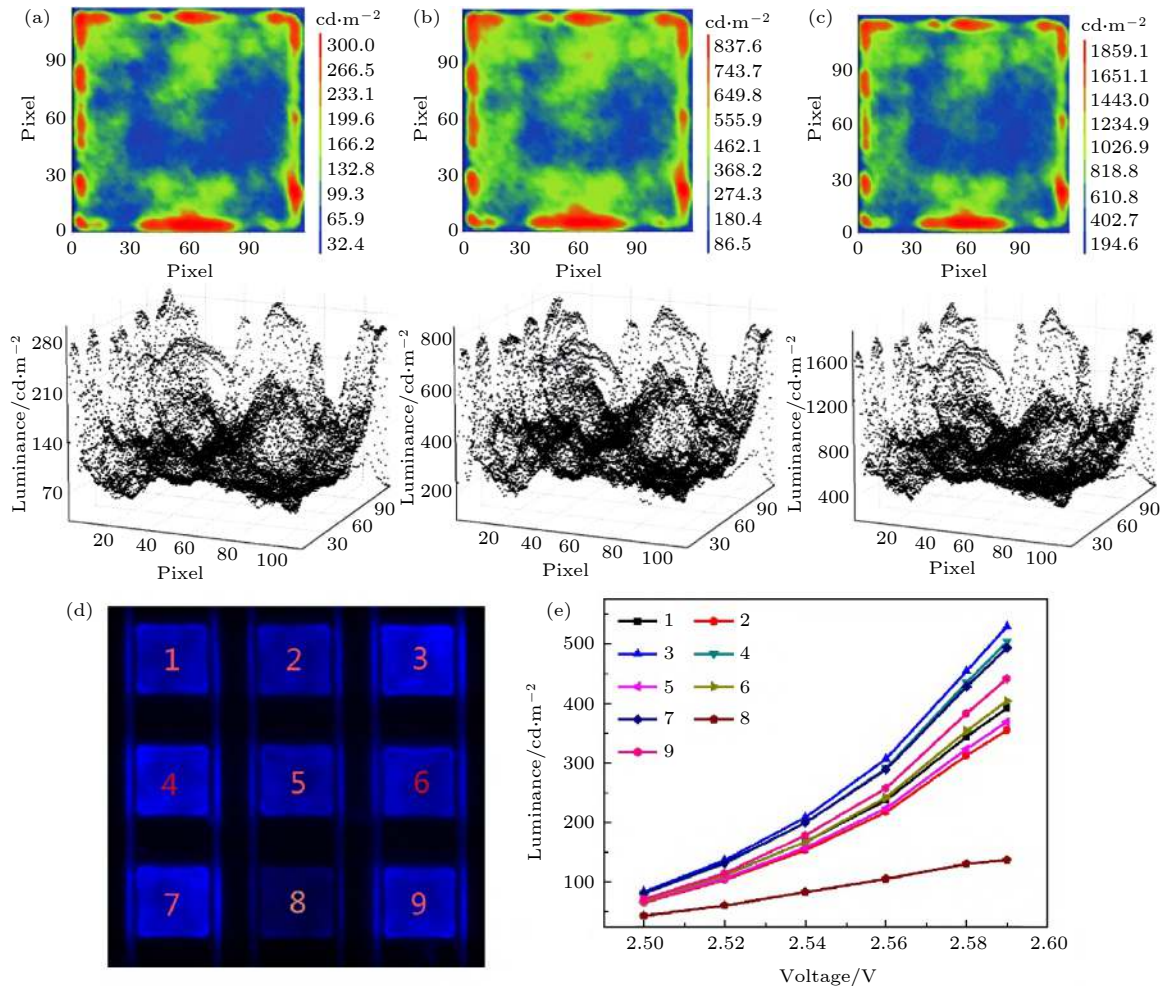 (a)
cd·m−2
300.0
266.5
233.1
199.6
166.2
132.8
99.3
65.9
32.4
Pixel
90
60
30
0
0 30 60 90
Pixel
(b)
cd·m−2
837.6
743.7
649.8
555.9
462.1
368.2
274.3
180.4
86.5
Pixel
90
60
30
0
0 30 60 90
Pixel
(c)
cd·m−2
1859.1
1651.1
1443.0
1234.9
1026.9
818.8
610.8
402.7
194.6
Pixel
90
60
30
0
0 30 60 90
Pixel
Luminance/cd·m−2
280
210
140
70
20 40 60 80 100
Pixel
30 60 90
Luminance/cd·m−2
800
600
400
200
20 40 60 80 100
Pixel
30 60 90
Luminance/cd·m−2
1600
1200
800
400
20 40 60 80 100
Pixel
30 60 90
(d)
1 2 3
4 5 6
7 8 9
(e)
Luminance/cd·m−2
500
400
300
200
100
1 2
3 4
5 6
7 8
9
2.50 2.52 2.54 2.56 2.58 2.60
Voltage/V